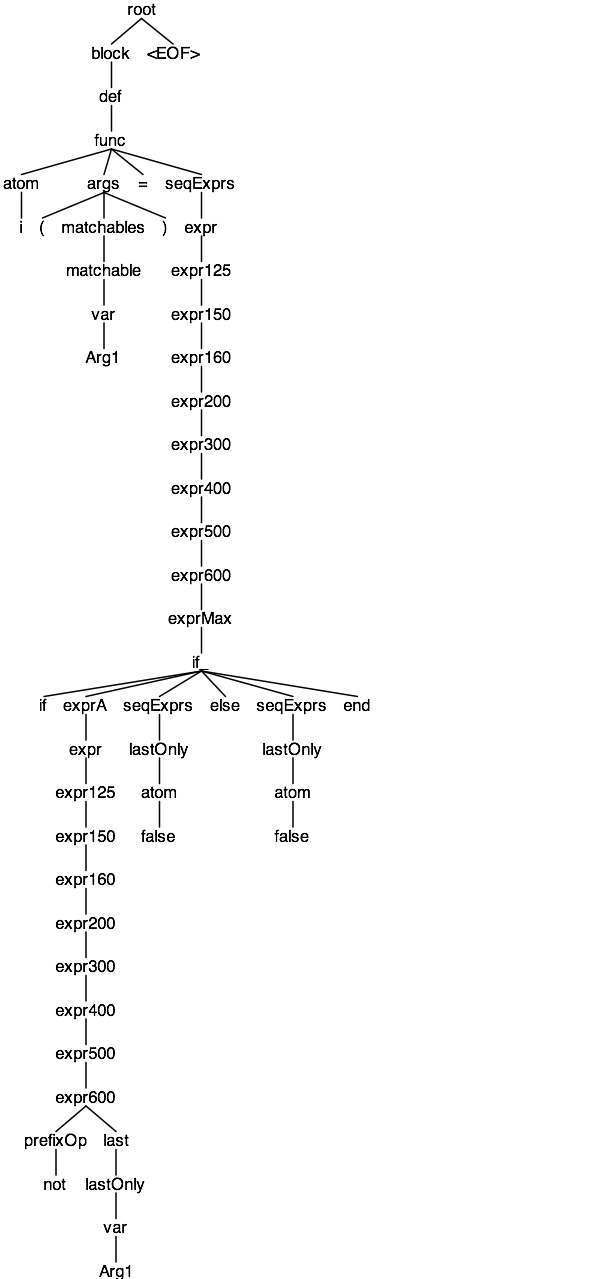 root
block <EOF>
def
func
atom args = seqExprs
i ( matchables ) expr
matchable expr125
var expr150
Arg1 expr160
expr200
expr300
expr400
expr500
expr600
exprMax
if_
if exprA seqExprs else seqExprs end
expr lastOnly lastOnly
expr125 atom atom
expr150 false false
expr160
expr200
expr300
expr400
expr500
expr600
prefixOp last
not lastOnly
var
Arg1